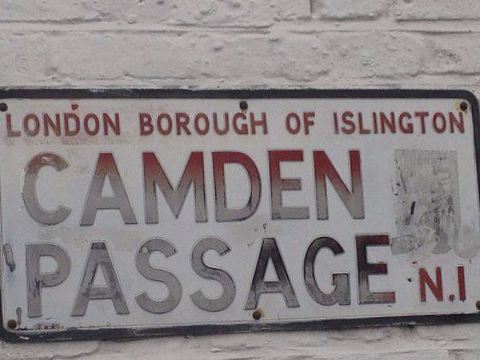 LONDON BOROUGH OF ISLINGTON
CAMDEN
PASSAGE N.1